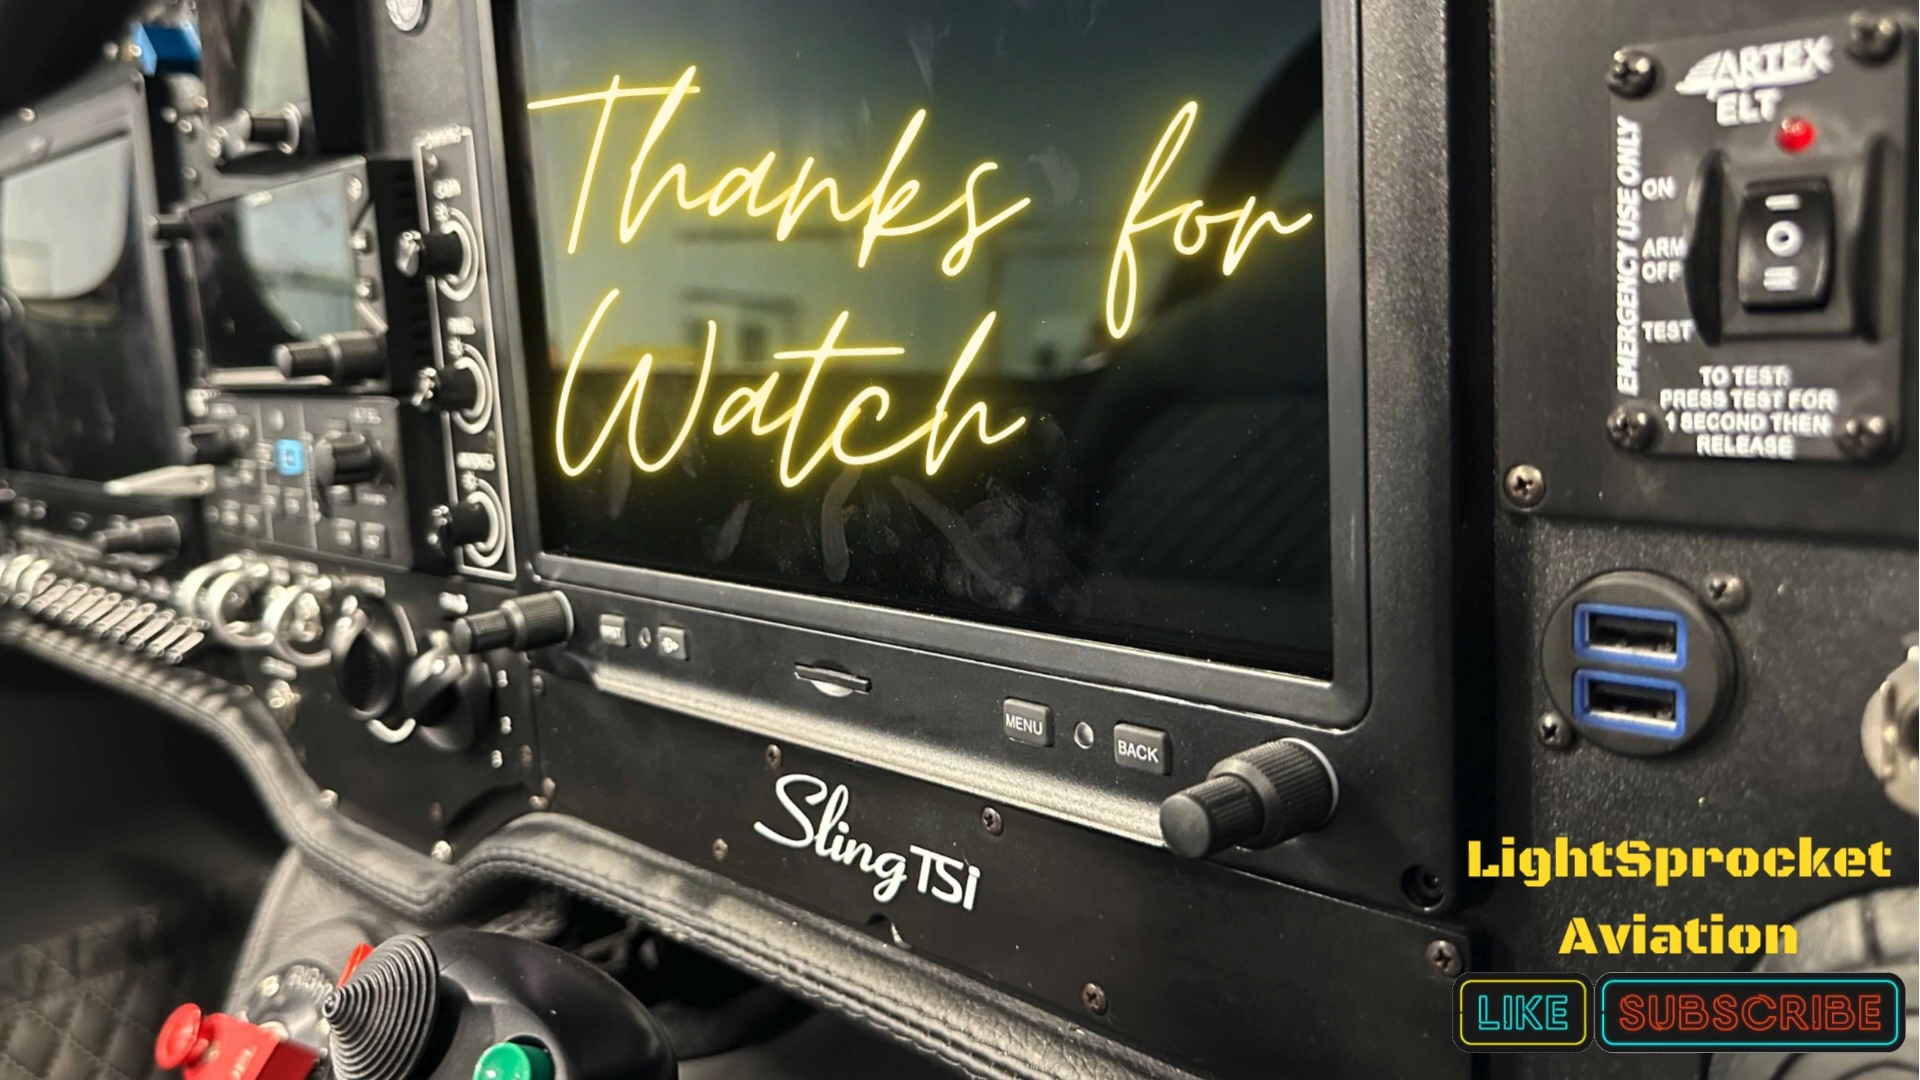 Thanks for
Watch
ARTEX
ELT
EMERGENCY USE ONLY
ON
ARM
OFF
TEST
TO TEST:
PRESS TEST FOR
1 SECOND THEN
RELEASE
MENU
BACK
Sling TSi
LightSprocket
Aviation
LIKE
SUBSCRIBE